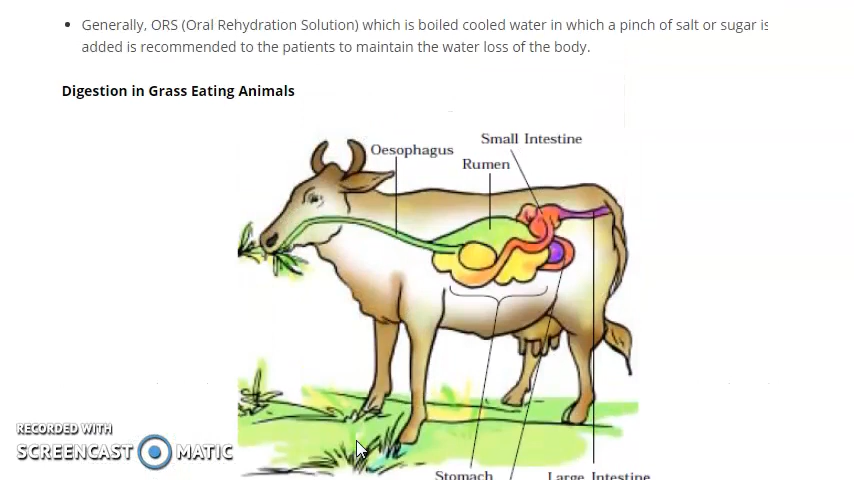 Generally, ORS (Oral Rehydration Solution) which is boiled cooled water in which a pinch of salt or sugar is
added is recommended to the patients to maintain the water loss of the body.
Digestion in Grass Eating Animals
Small Intestine
Oesophagus
Rumen
RECORDED WITH
SCREENCAST MATIC
Stomach
Large Intestine